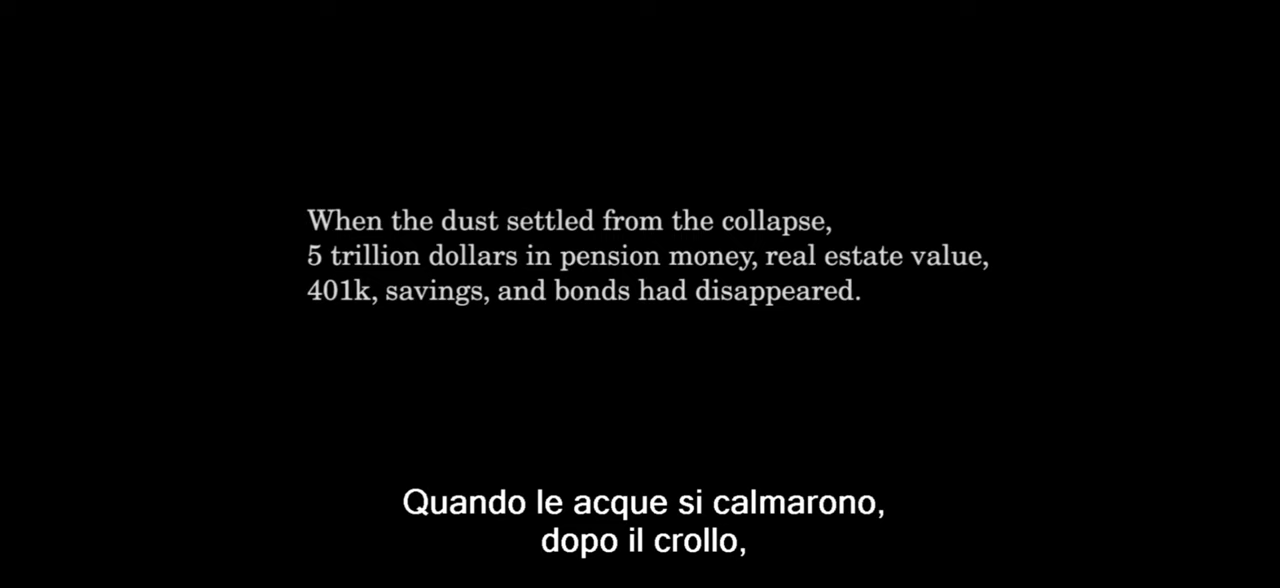 When the dust settled from the collapse,
5 trillion dollars in pension money, real estate value,
401k, savings, and bonds had disappeared.
Quando le acque si calmarono,
dopo il crollo,